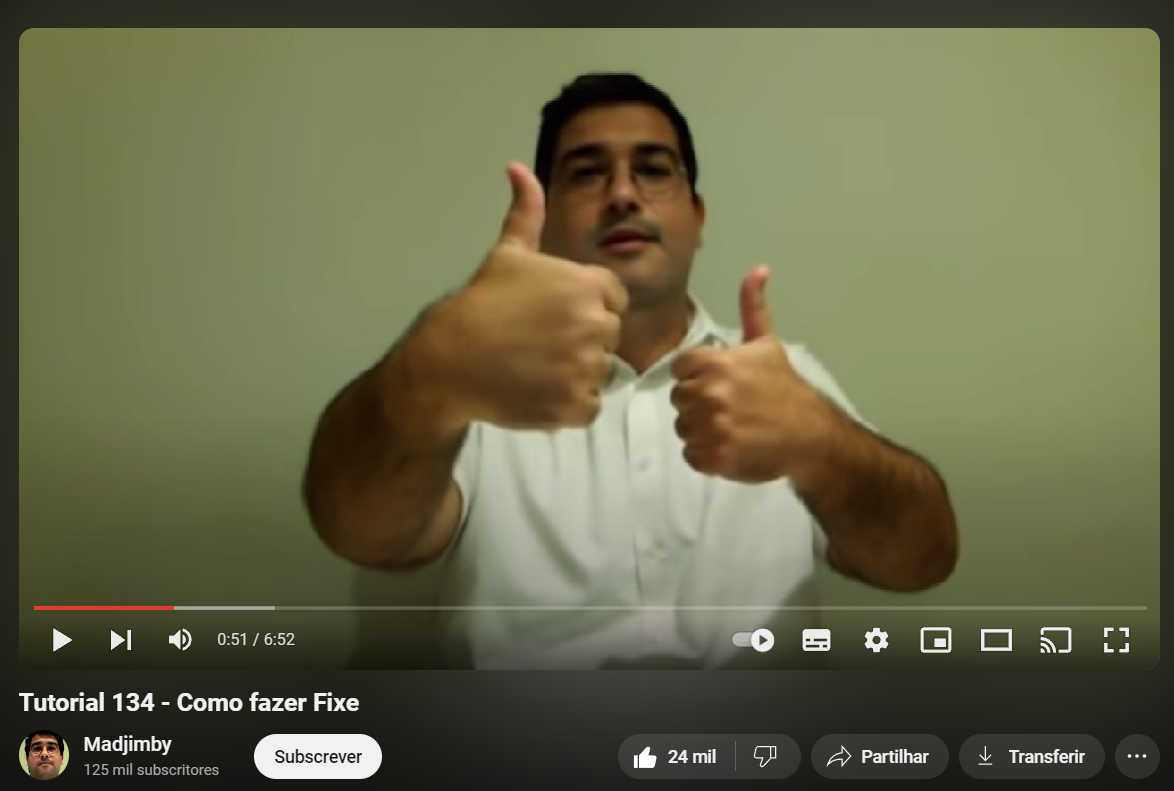 0:51 / 6:52
Tutorial 134 - Como fazer Fixe
Madjimby
125 mil subscritores
Subscrever
24 mil
Partilhar
Transferir